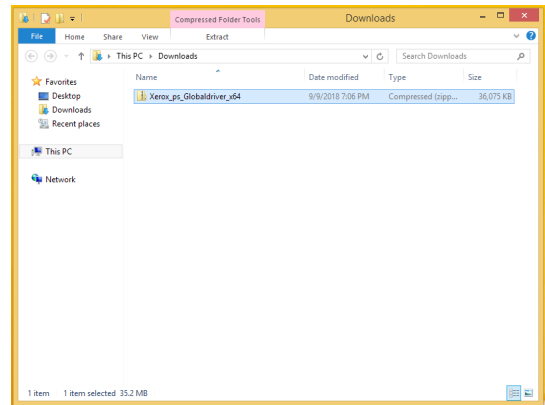 Compressed Folder Tools Downloads
File Home Share View Extract
This PC Downloads Search Downloads
Name Date modified Type Size
Favorites
Desktop
Downloads
Recent places
This PC
Network
Xerox_ps_Globaldriver_x64 9/9/2018 7:06 PM Compressed (zipp... 36,075 KB
1 item 1 item selected 35.2 MB